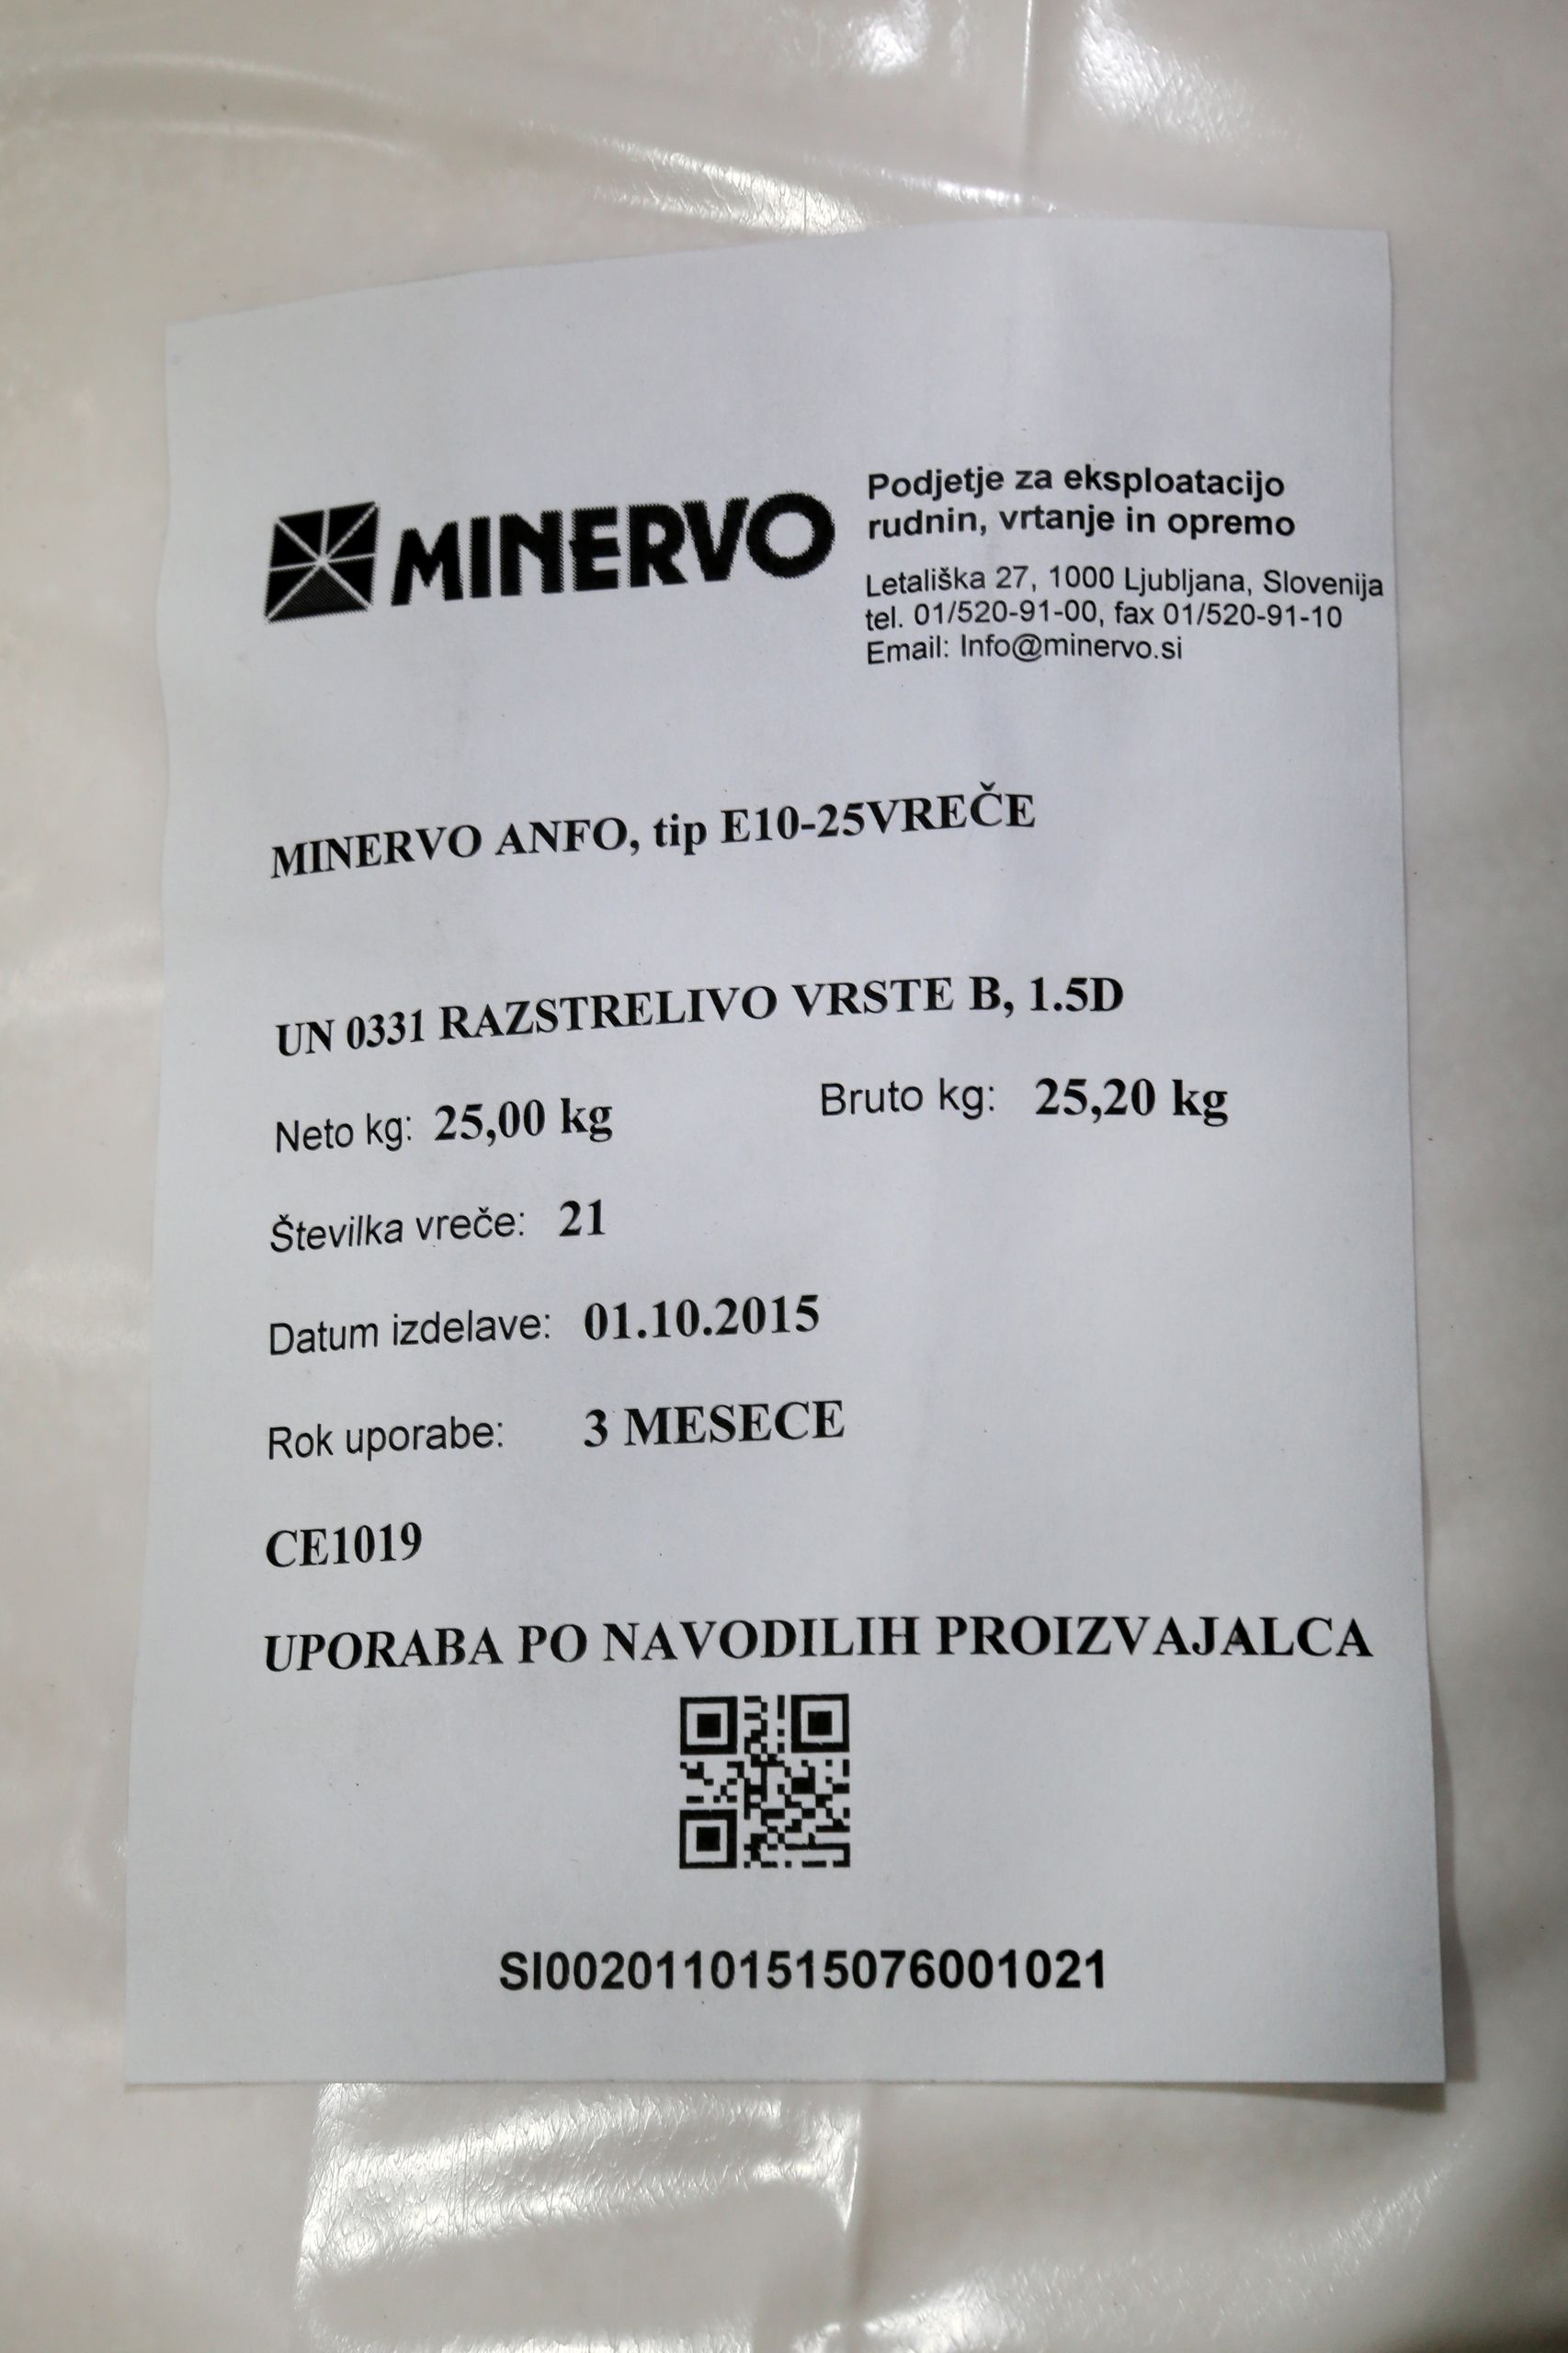 MINERVO
Podjetje za eksploatacijo
rudnin, vrtanje in opremo
Letališka 27, 1000 Ljubljana, Slovenija
tel. 01/520-91-00, fax 01/520-91-10
Email: Info@minervo.si
MINERVO ANFO, tip E10-25VREČE
UN 0331 RAZSTRELIVO VRSTE B, 1.5D
Neto kg: 25,00 kg Bruto kg: 25,20 kg
Številka vreče: 21
Datum izdelave: 01.10.2015
Rok uporabe: 3 MESECE
CE1019
UPORABA PO NAVODILIH PROIZVAJALCA
SI00201101515076001021